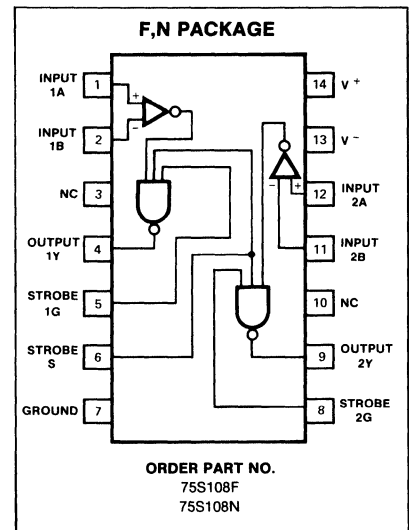 F,N PACKAGE
INPUT 1A
1
+
INPUT 1B
2
−
NC
3
OUTPUT 1Y
4
STROBE 1G
5
STROBE S
6
GROUND
7
14
V+
13
V−
−
+
12
INPUT 2A
11
INPUT 2B
10
NC
9
OUTPUT 2Y
8
STROBE 2G
ORDER PART NO.
75S108F
75S108N